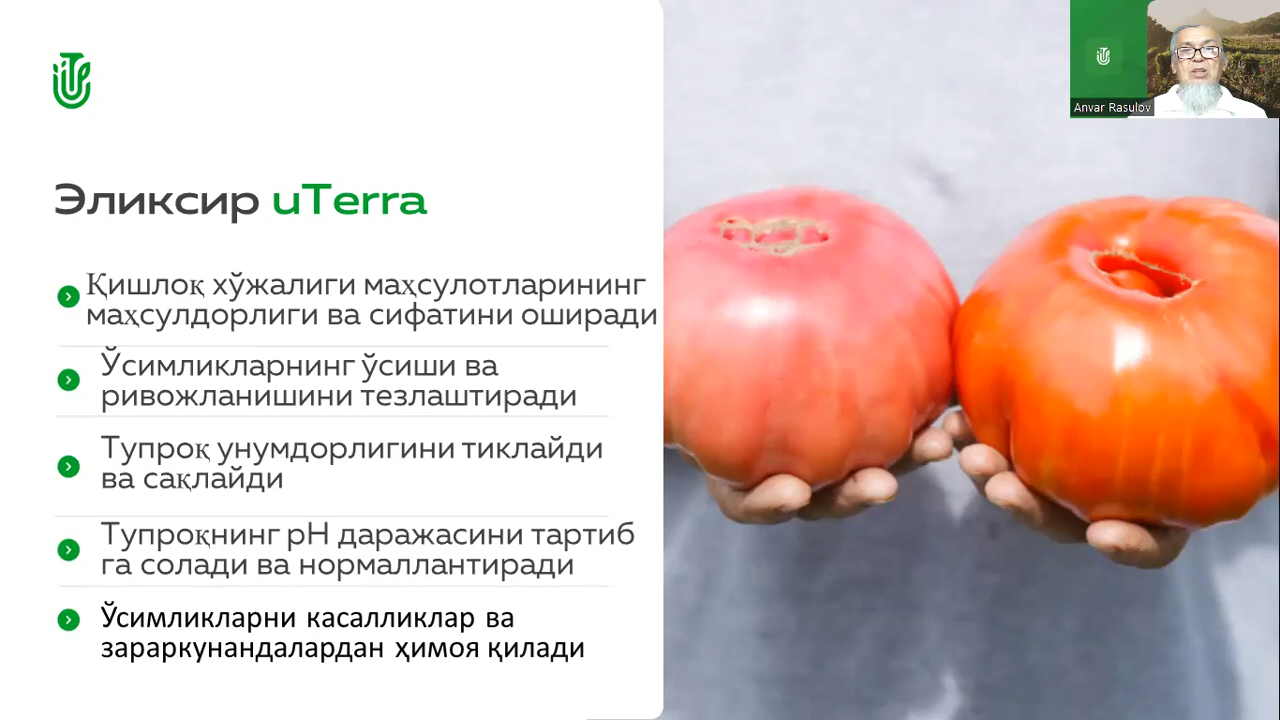 Anvar Rasulov
Эликсир uTerra
Қишлоқ хўжалиги маҳсулотларининг
маҳсулдорлиги ва сифатини оширади
Ўсимликларнинг ўсиши ва
ривожланишини тезлаштиради
Тупроқ унумдорлигини тиклайди
ва сақлайди
Тупроқнинг рН даражасини тартиб
га солади ва нормаллантиради
Ўсимликларни касалликлар ва
зараркунандалардан ҳимоя қилади